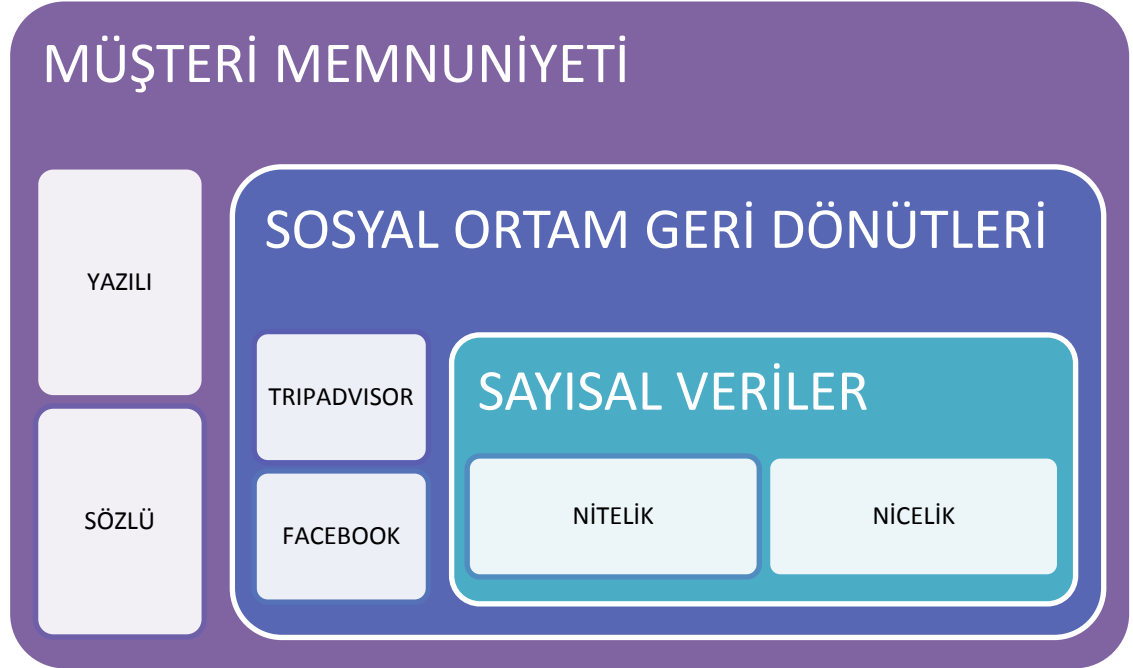 MÜŞTERİ MEMNUNİYETİ
YAZILI
SÖZLÜ
SOSYAL ORTAM GERİ DÖNÜTLERİ
TRIPADVISOR
FACEBOOK
SAYISAL VERİLER
NİTELİK
NİCELİK